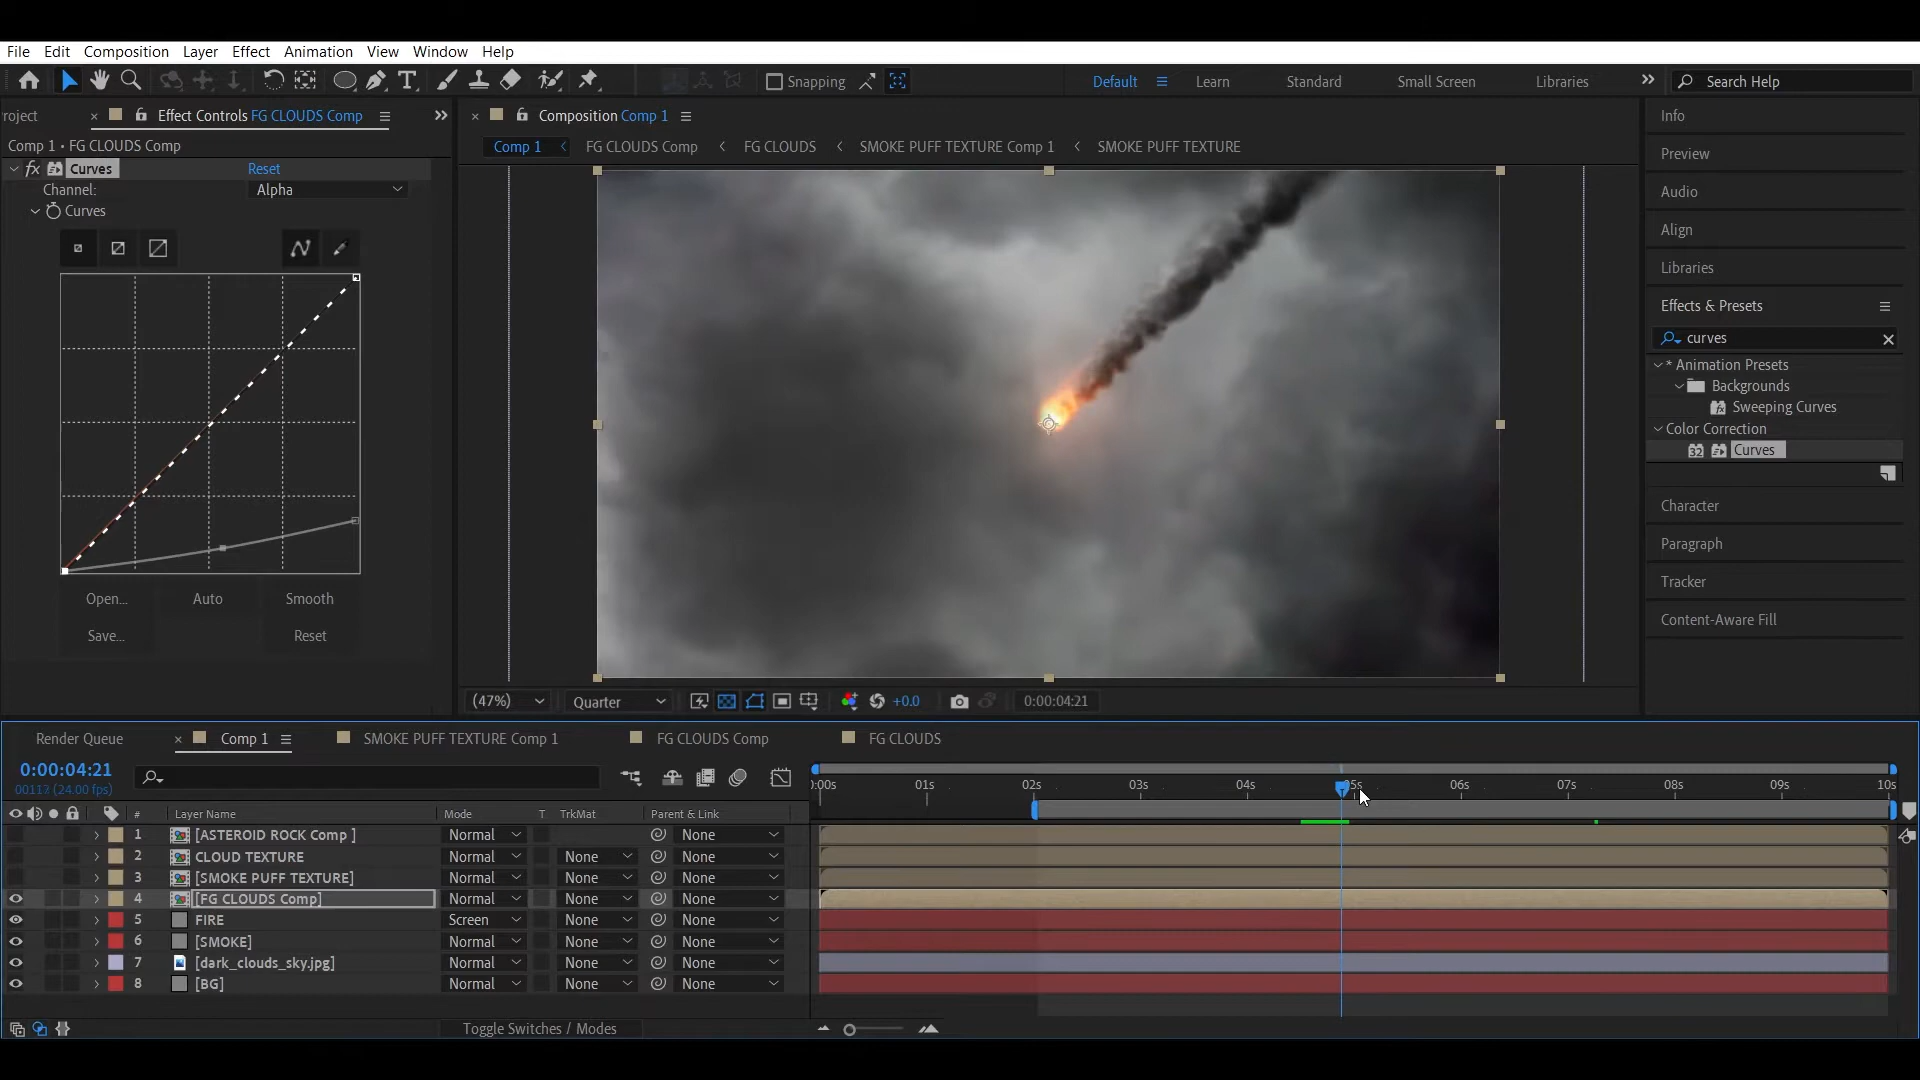 File Edit Composition Layer Effect Animation View Window Help
Snapping
Default Learn Standard Small Screen Libraries Search Help
roject Effect Controls FG CLOUDS Comp
Composition Comp 1
Comp 1 • FG CLOUDS Comp
Comp 1 FG CLOUDS Comp FG CLOUDS SMOKE PUFF TEXTURE Comp 1 SMOKE PUFF TEXTURE
fx Curves Reset
Channel: Alpha
Curves
Open... Auto Smooth
Save... Reset
Info
Preview
Audio
Align
Libraries
Effects & Presets
curves
* Animation Presets
Backgrounds
Sweeping Curves
Color Correction
32 Curves
Character
Paragraph
Tracker
Content-Aware Fill
(47%) Quarter +0.0 0:00:04:21
Render Queue Comp 1 SMOKE PUFF TEXTURE Comp 1 FG CLOUDS Comp FG CLOUDS
0:00:04:21
00117 (24.00 fps)
):00s 01s 02s 03s 04s 05s 06s 07s 08s 09s 10s
# Layer Name Mode T TrkMat Parent & Link
1 [ASTEROID ROCK Comp ] Normal None
2 CLOUD TEXTURE Normal None None
3 [SMOKE PUFF TEXTURE] Normal None None
4 [FG CLOUDS Comp] Normal None None
5 FIRE Screen None None
6 [SMOKE] Normal None None
7 [dark_clouds_sky.jpg] Normal None None
8 [BG] Normal None None
Toggle Switches / Modes